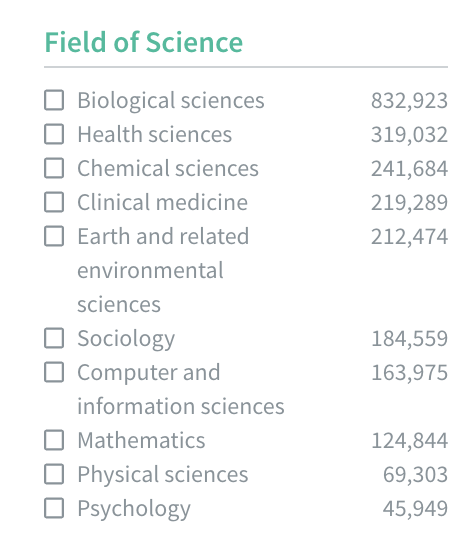 Field of Science
Biological sciences 832,923
Health sciences 319,032
Chemical sciences 241,684
Clinical medicine 219,289
Earth and related 212,474
environmental
sciences
Sociology 184,559
Computer and 163,975
information sciences
Mathematics 124,844
Physical sciences 69,303
Psychology 45,949